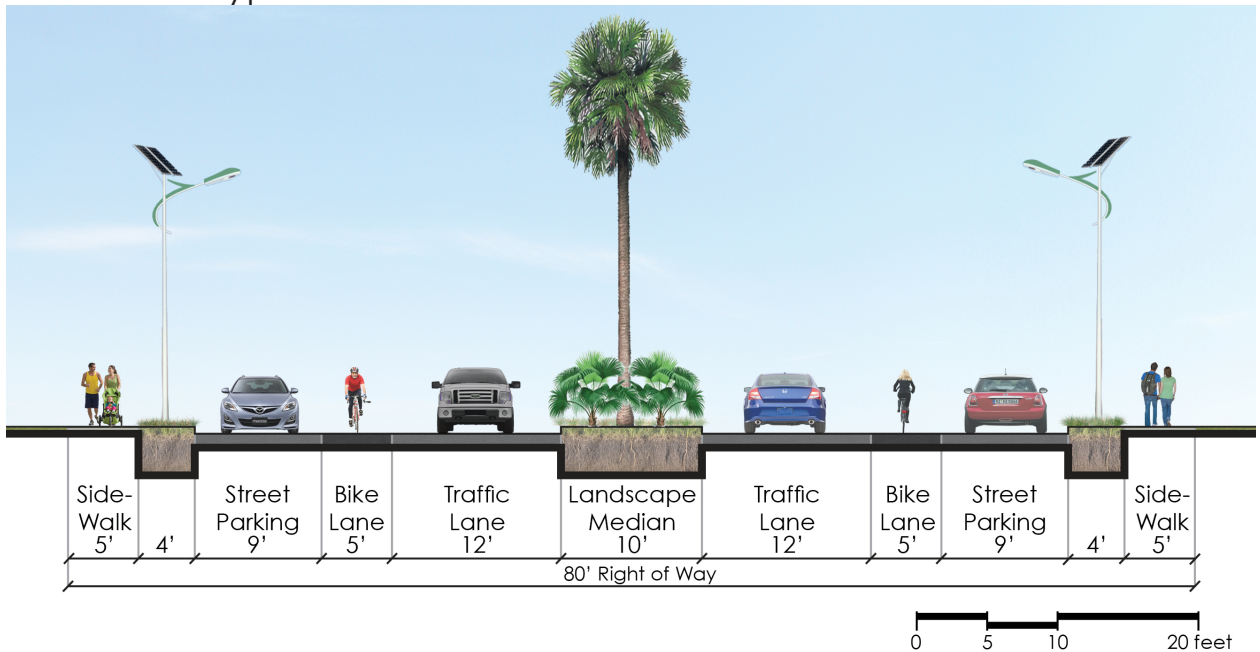 Side-
Walk
5'
4'
Street
Parking
9'
Bike
Lane
5'
Traffic
Lane
12'
Landscape
Median
10'
Traffic
Lane
12'
Bike
Lane
5'
Street
Parking
9'
4'
Side-
Walk
5'
80' Right of Way
0 5 10 20 feet